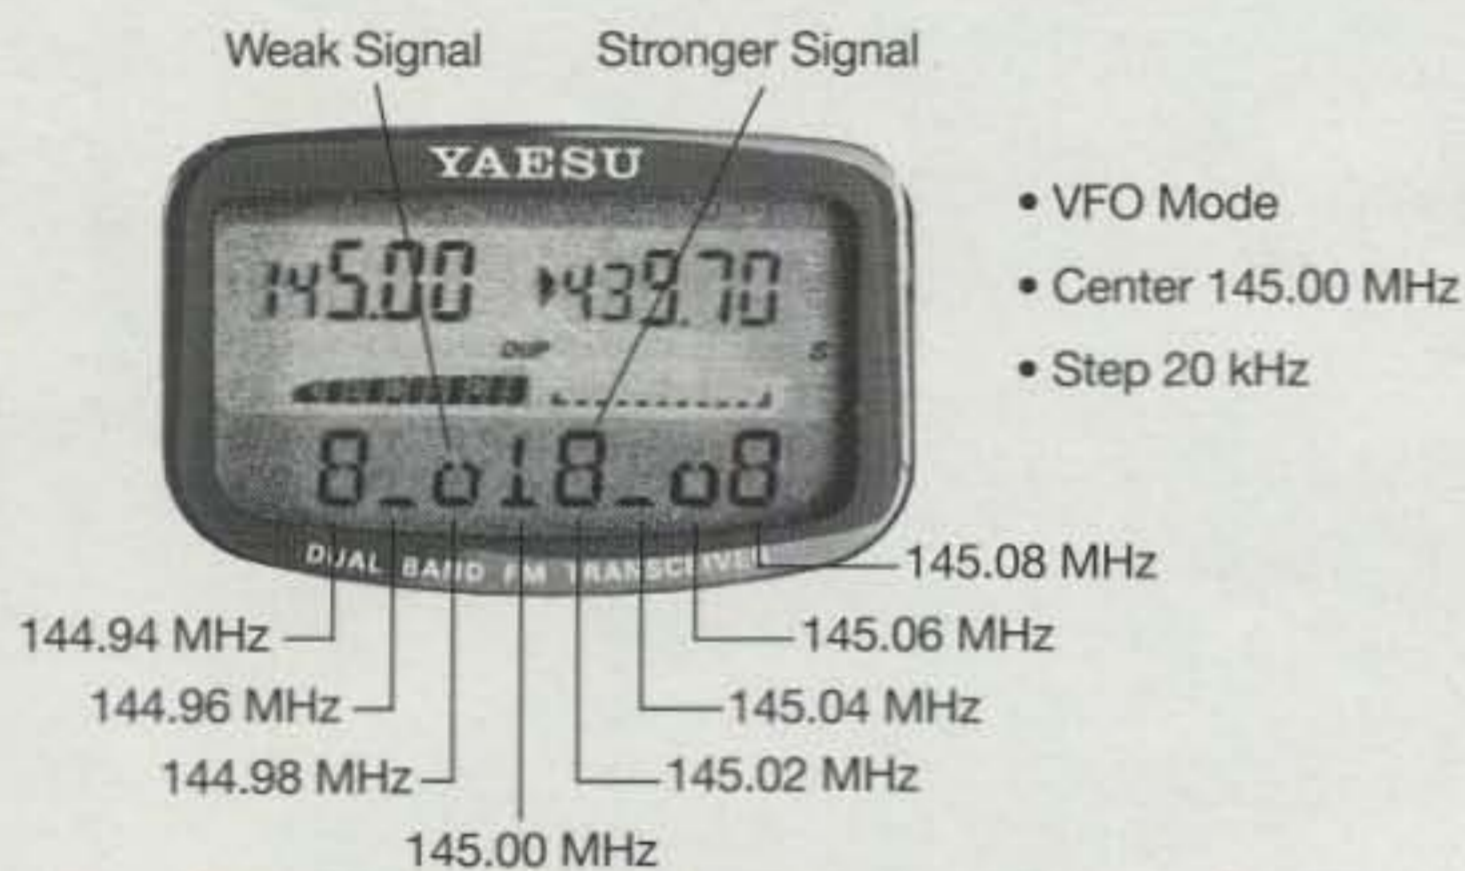 Weak Signal Stronger Signal
YAESU
145.00 439.70
DUP S
8_o18_o8
DUAL BAND FM TRANSCEIVER
• VFO Mode
• Center 145.00 MHz
• Step 20 kHz
145.08 MHz
144.94 MHz 145.06 MHz
144.96 MHz 145.04 MHz
144.98 MHz 145.02 MHz
145.00 MHz